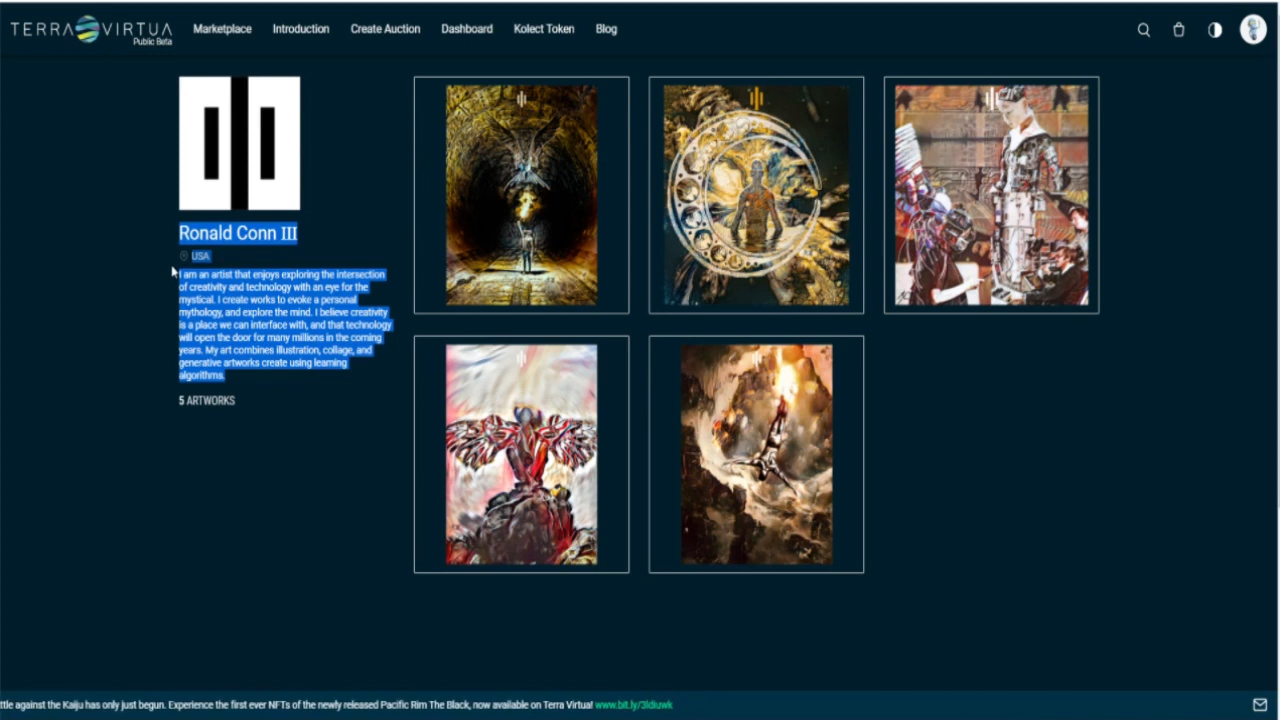 TERRA VIRTUA
Public Beta
Marketplace Introduction Create Auction Dashboard Kolect Token Blog
Ronald Conn III
USA
I am an artist that enjoys exploring the intersection
of creativity and technology with an eye for the
mystical. I create works to evoke a personal
mythology, and explore the mind. I believe creativity
is a place we can interface with, and that technology
will open the door for many millions in the coming
years. My art combines illustration, collage, and
generative artworks create using learning
algorithms.
5 ARTWORKS
ttle against the Kaiju has only just begun. Experience the first ever NFTs of the newly released Pacific Rim The Black, now available on Terra Virtua! www.bit.ly/3ldiuwk